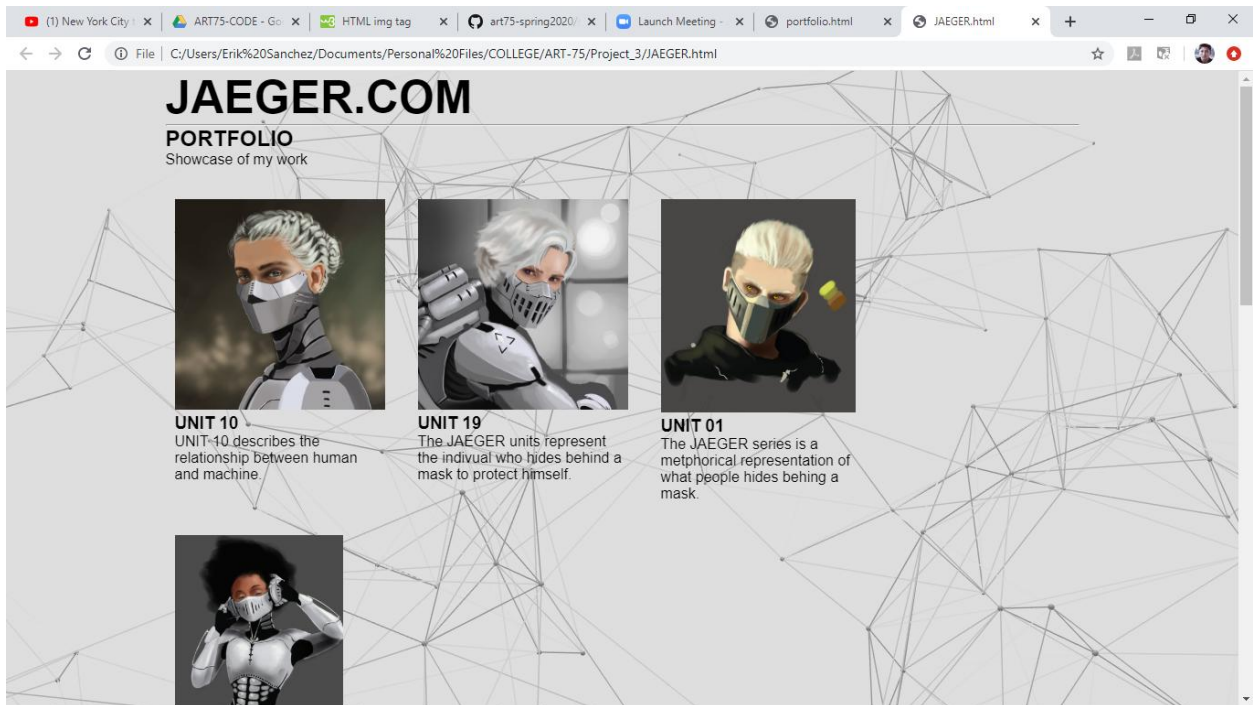 (1) New York City t
ART75-CODE - Go
HTML img tag
art75-spring2020/
Launch Meeting -
portfolio.html
JAEGER.html
File | C:/Users/Erik%20Sanchez/Documents/Personal%20Files/COLLEGE/ART-75/Project_3/JAEGER.html
JAEGER.COM
PORTFOLIO
Showcase of my work
UNIT 10
UNIT 10 describes the
relationship between human
and machine.
UNIT 19
The JAEGER units represent
the indivual who hides behind a
mask to protect himself.
UNIT 01
The JAEGER series is a
metphorical representation of
what people hides behing a
mask.